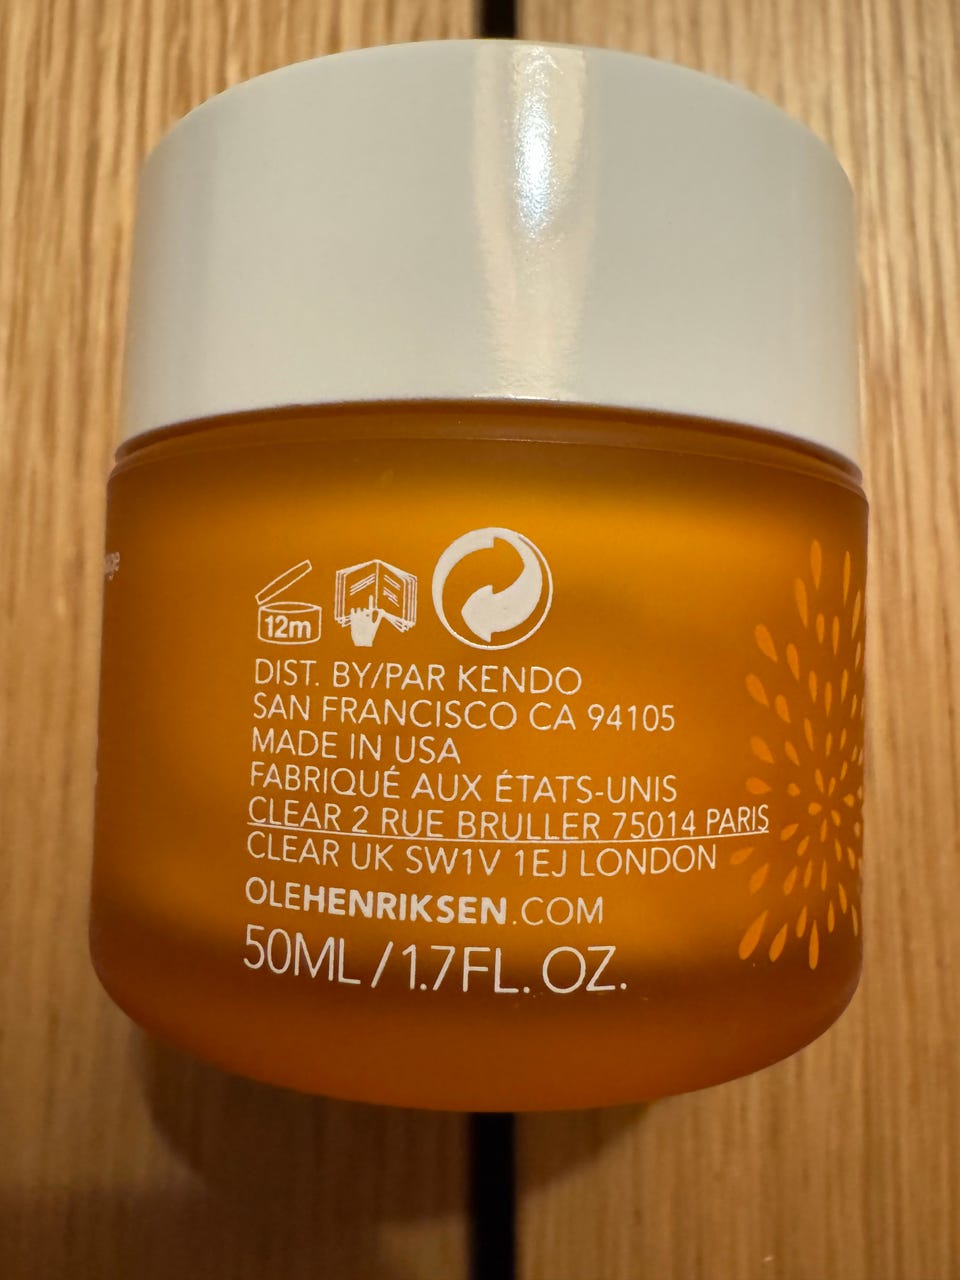 12m
DIST. BY/PAR KENDO
SAN FRANCISCO CA 94105
MADE IN USA
FABRIQUÉ AUX ÉTATS-UNIS
CLEAR 2 RUE BRULLER 75014 PARIS
CLEAR UK SW1V 1EJ LONDON
OLEHENRIKSEN.COM
50ML/1.7FL. OZ.